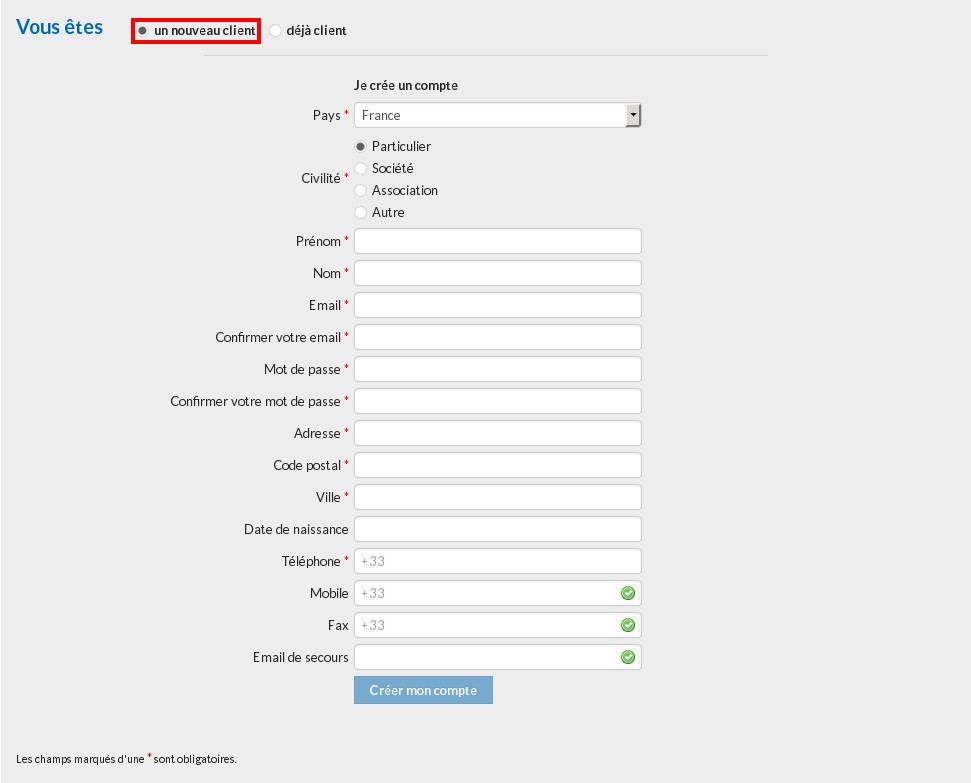 Vous êtes un nouveau client déjà client
Je crée un compte
Pays * France
Particulier
Société
Civilité *
Association
Autre
Prénom *
Nom *
Email *
Confirmer votre email *
Mot de passe *
Confirmer votre mot de passe *
Adresse *
Code postal *
Ville *
Date de naissance
Téléphone * +33
Mobile +33
Fax +33
Email de secours
Créer mon compte
Les champs marqués d'une * sont obligatoires.